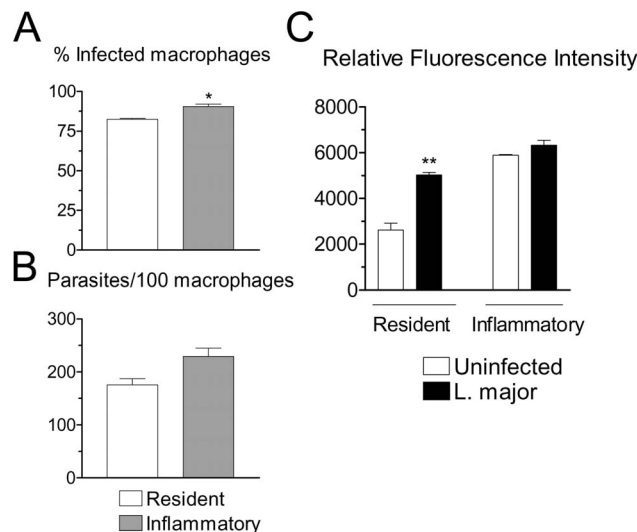 A
% Infected macrophages
100
75
50
25
0
*
B
Parasites/100 macrophages
300
200
100
0
Resident
Inflammatory
C
Relative Fluorescence Intensity
8000
6000
4000
2000
0
**
Resident Inflammatory
Uninfected
L. major